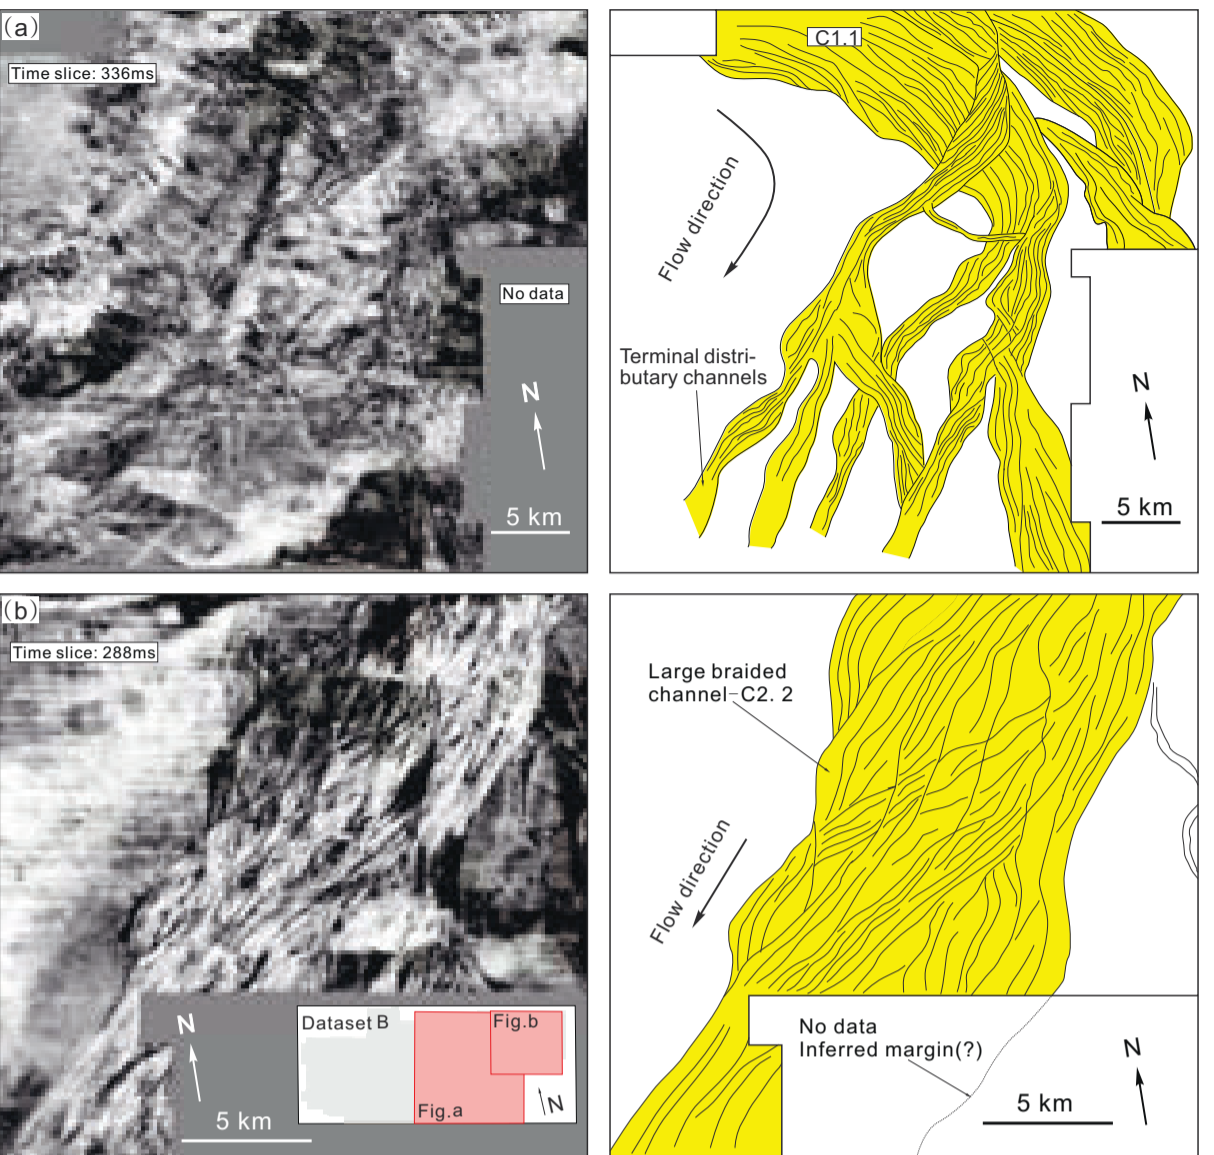 (a)
Time slice: 336ms
No data
N
5 km
C1.1
Flow direction
Terminal distri-
butary channels
N
5 km
(b)
Time slice: 288ms
N
5 km
Dataset B
Fig.b
Fig.a
N
Large braided
channel-C2. 2
Flow direction
No data
Inferred margin(?)
N
5 km